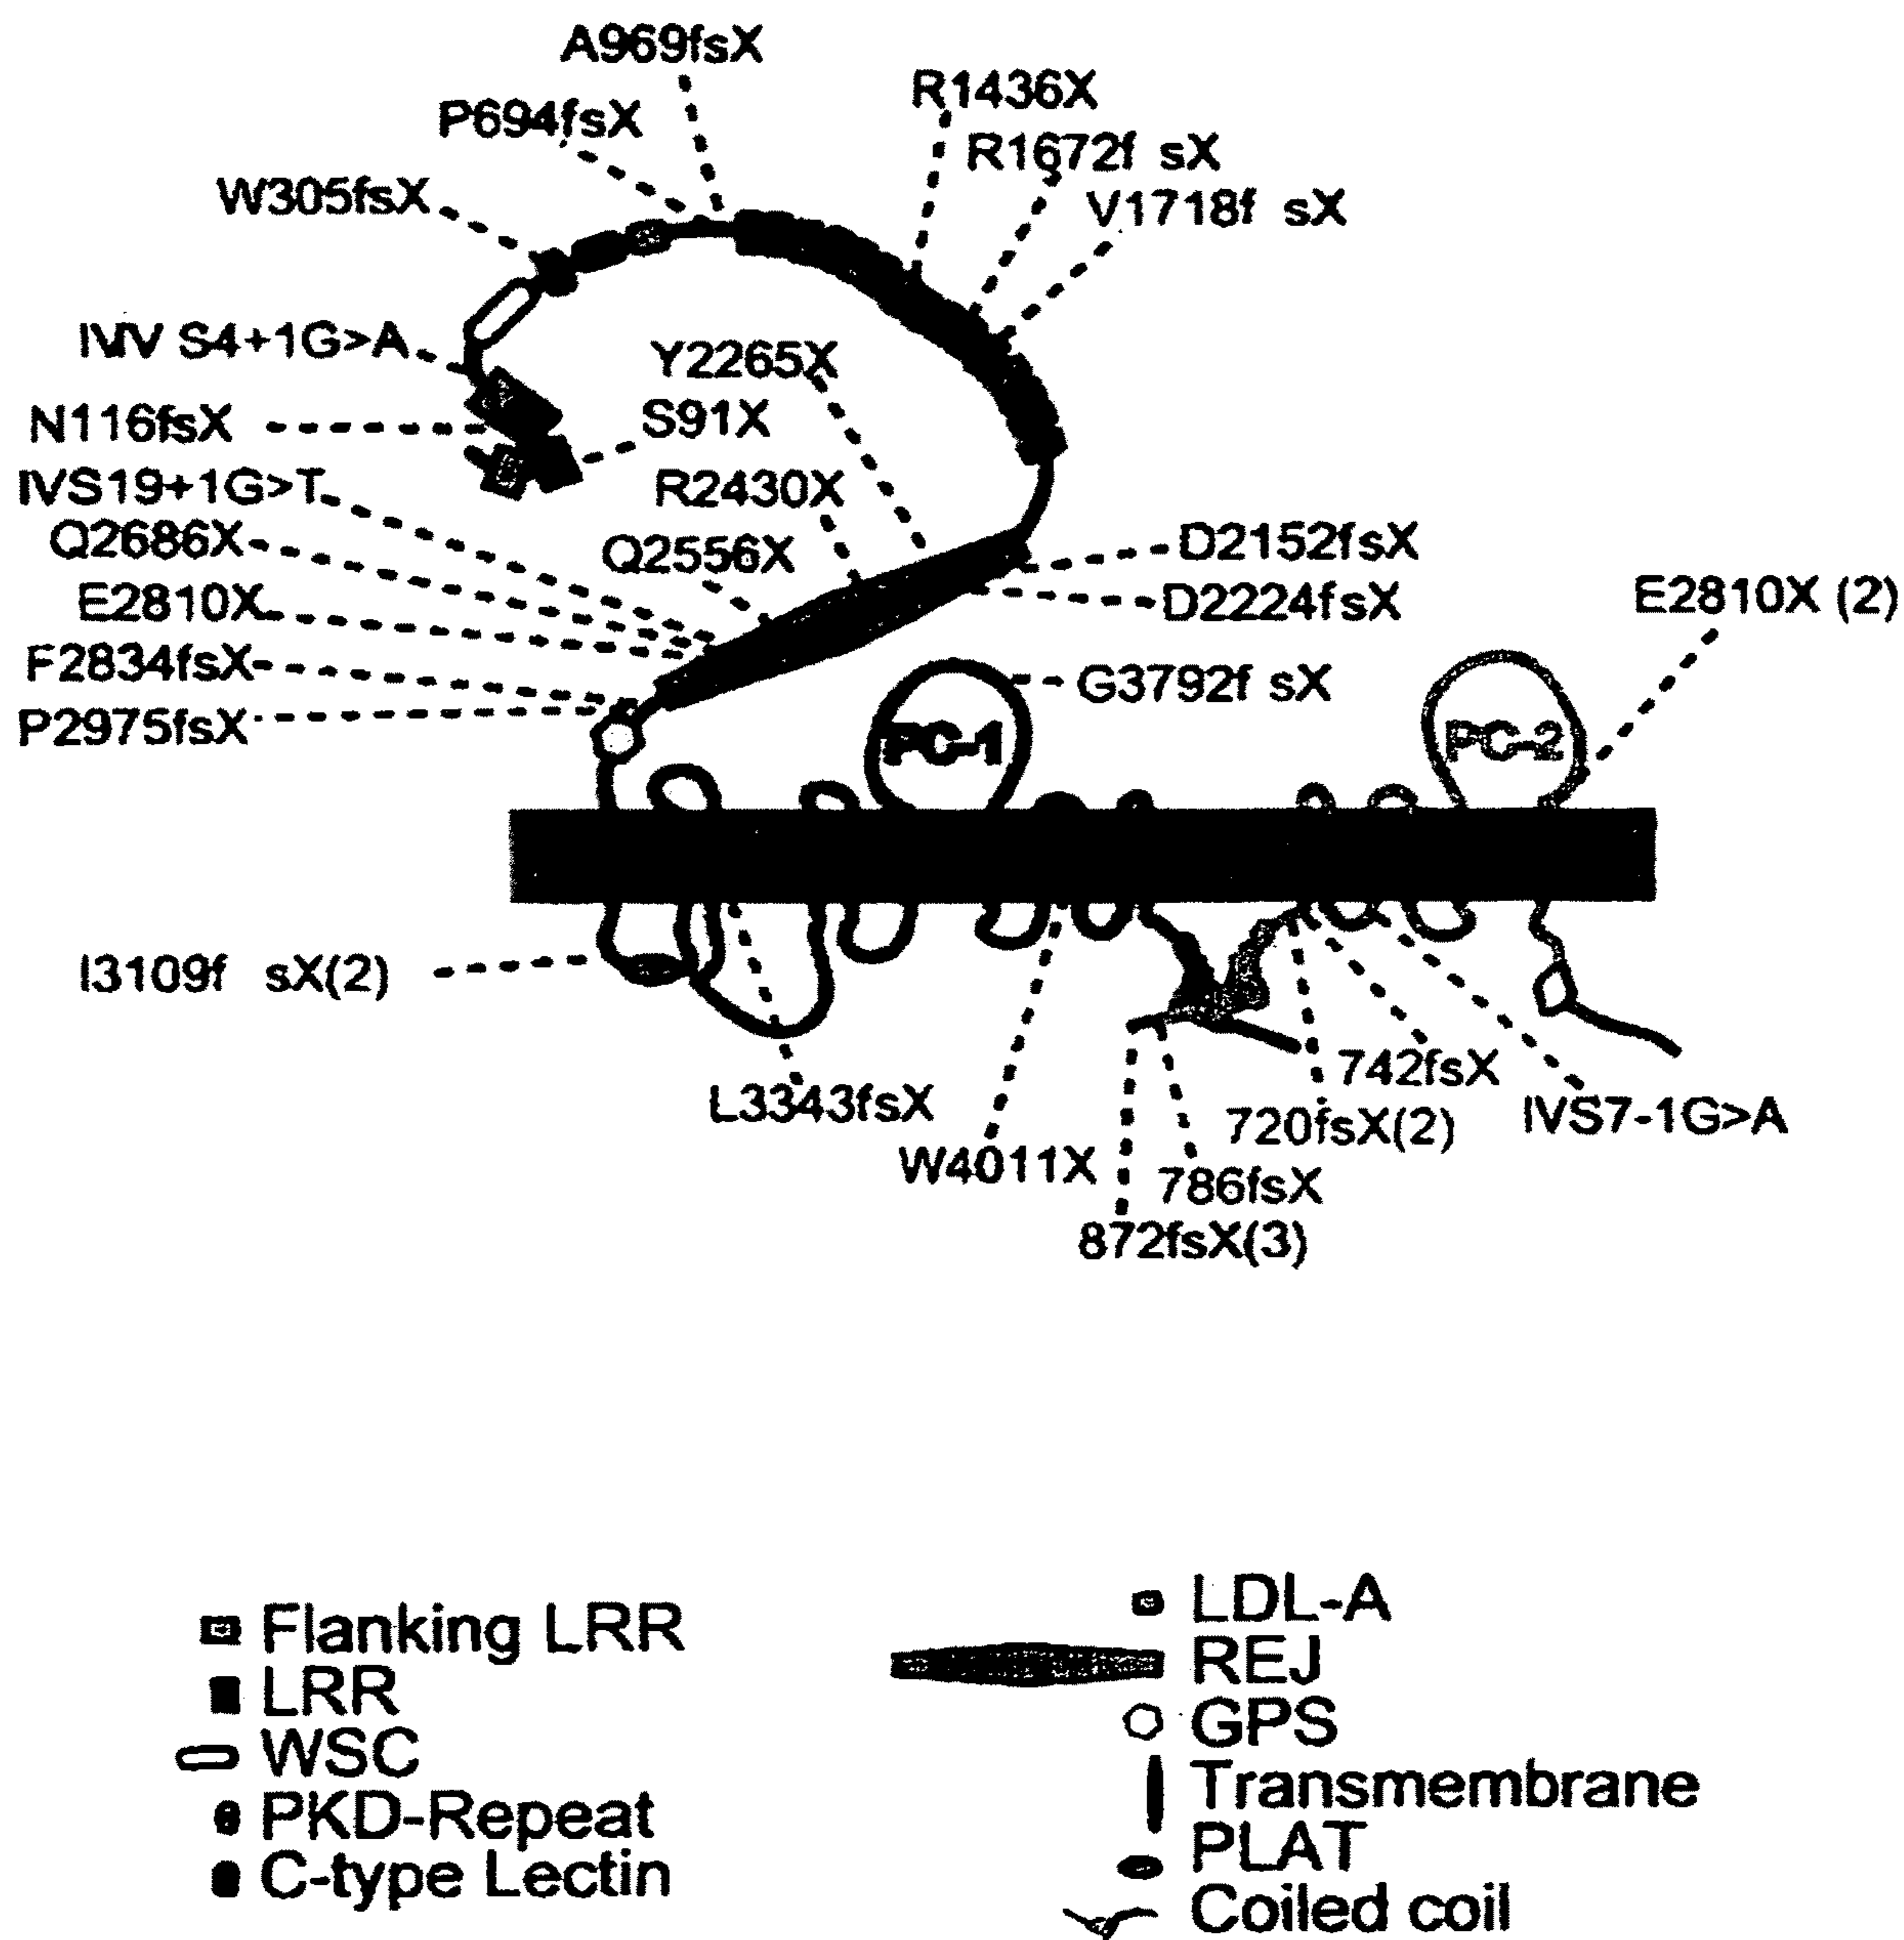 A969fsX
P694fsX
R1436X
R1672f sX
V1718f sX
W305fsX
IVV S4+1G>A
Y2265X
N116fsX
S91X
IVS19+1G>T
R2430X
Q2686X
Q2556X
D2152fsX
E2810X
D2224fsX
E2810X (2)
F2834fsX
G3792f sX
P2975fsX
PC-1
PC-2
I3109f sX(2)
L3343fsX
742fsX
W4011X
720fsX(2)
IVS7-1G>A
786fsX
872fsX(3)
Flanking LRR
LRR
WSC
PKD-Repeat
C-type Lectin
LDL-A
REJ
GPS
Transmembrane
PLAT
Coiled coil